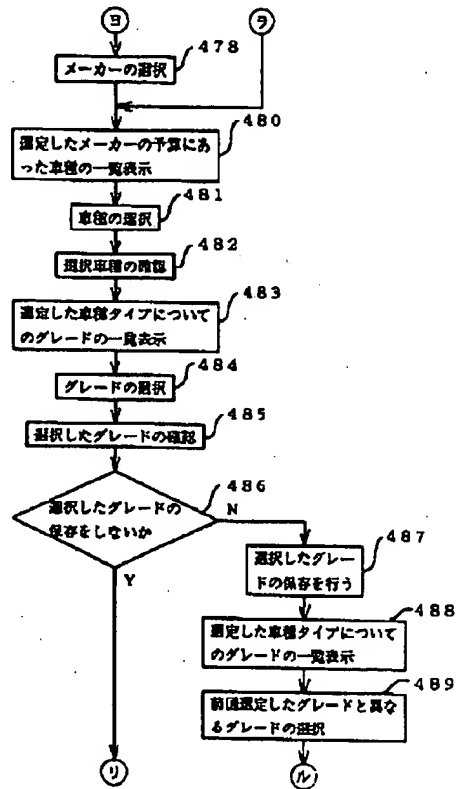 ヨ
ヲ
メーカーの選択
478
選定したメーカーの予算にあ
った車種の一覧表示
480
車種の選択
481
選択車種の確認
482
選定した車種タイプについて
のグレードの一覧表示
483
グレードの選択
484
選択したグレードの確認
485
選択したグレードの
保存をしないか
486
N
Y
選択したグレー
ドの保存を行う
487
選定した車種タイプについて
のグレードの一覧表示
488
前回選定したグレードと異な
るグレードの選択
489
リ
ル